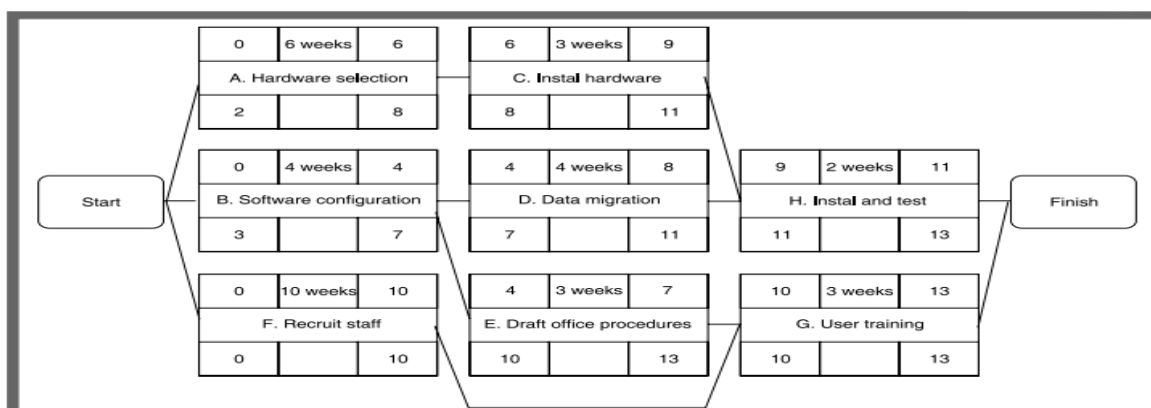 0 6 weeks 6 6 3 weeks 9
A. Hardware selection C. Instal hardware
2 8 8 11
0 4 weeks 4 4 4 weeks 8 9 2 weeks 11
Start B. Software configuration D. Data migration H. Instal and test Finish
3 7 7 11 11 13
0 10 weeks 10 4 3 weeks 7 10 3 weeks 13
F. Recruit staff E. Draft office procedures G. User training
0 10 10 13 10 13